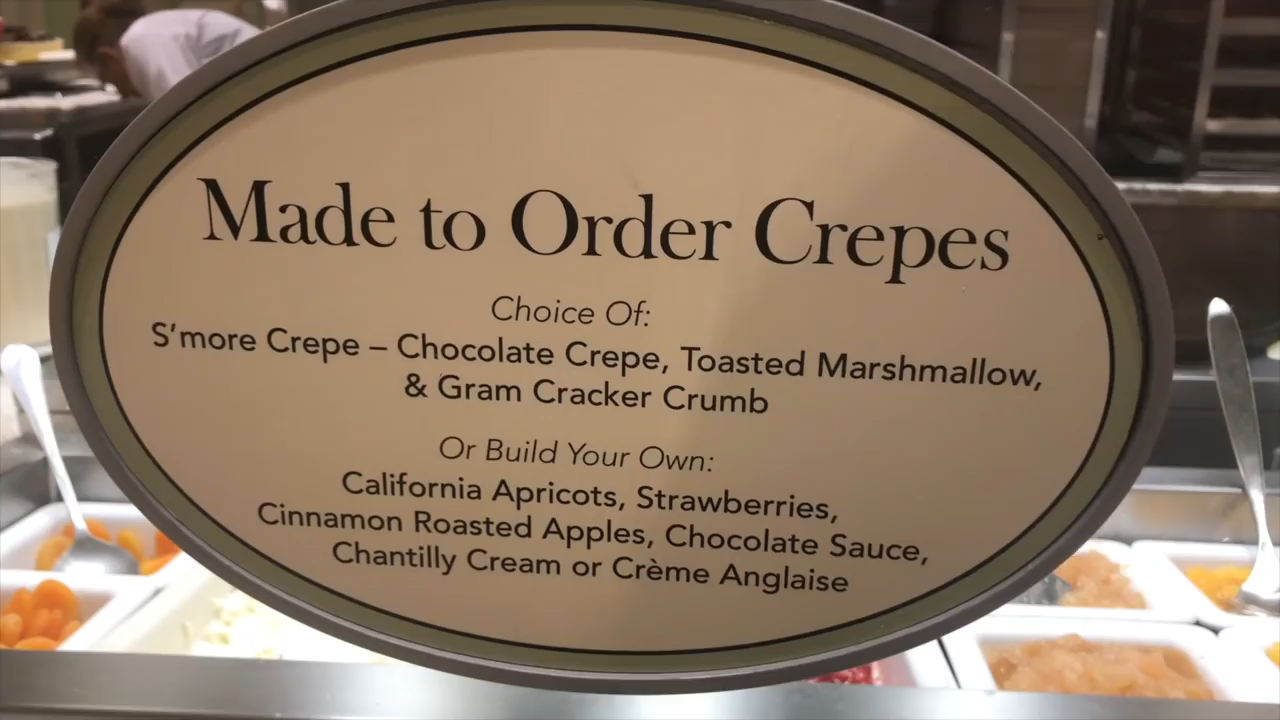 Made to Order Crepes
Choice Of:
S'more Crepe – Chocolate Crepe, Toasted Marshmallow,
& Gram Cracker Crumb
Or Build Your Own:
California Apricots, Strawberries,
Cinnamon Roasted Apples, Chocolate Sauce,
Chantilly Cream or Crème Anglaise